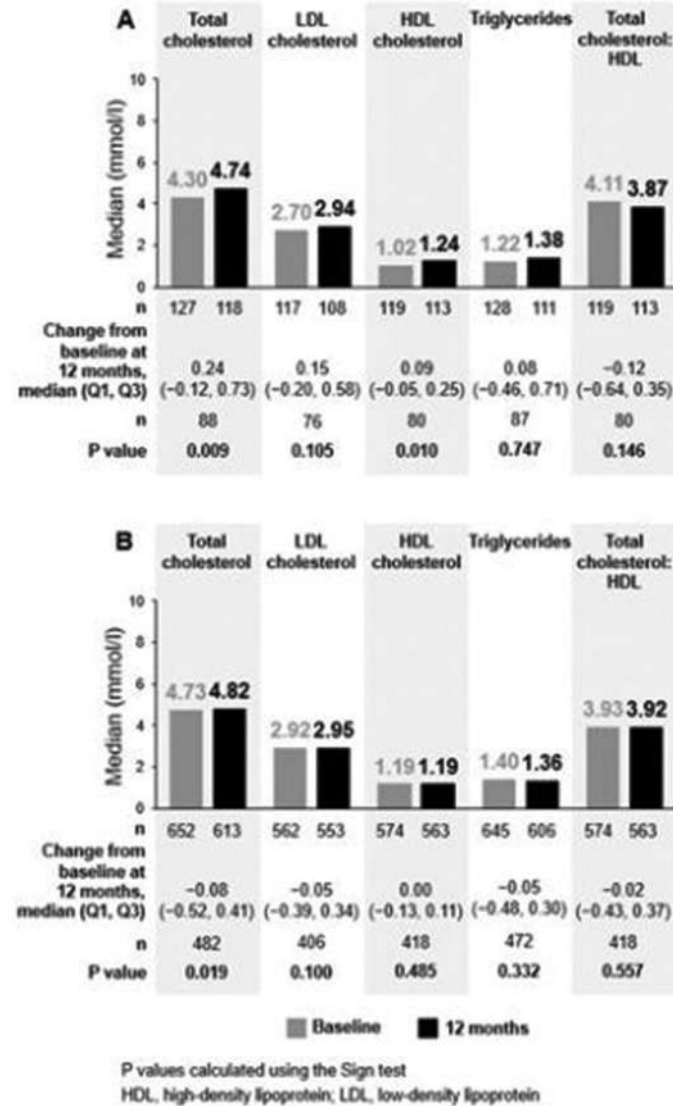 A
Total cholesterol
LDL cholesterol
HDL cholesterol
Triglycerides
Total cholesterol: HDL
Median (mmol/l)
10
8
6
4
2
0
4.30 4.74
2.70 2.94
1.02 1.24
1.22 1.38
4.11 3.87
n 127 118 117 108 119 113 128 111 119 113
Change from
baseline at
12 months, 0.24 0.15 0.09 0.08 −0.12
median (Q1, Q3) (−0.12, 0.73) (−0.20, 0.58) (−0.05, 0.25) (−0.46, 0.71) (−0.64, 0.35)
n 88 76 80 87 80
P value 0.009 0.105 0.010 0.747 0.146
B
Total cholesterol
LDL cholesterol
HDL cholesterol
Triglycerides
Total cholesterol: HDL
Median (mmol/l)
10
8
6
4
2
0
4.73 4.82
2.92 2.95
1.19 1.19
1.40 1.36
3.93 3.92
n 652 613 562 553 574 563 645 606 574 563
Change from
baseline at
12 months, −0.08 −0.05 0.00 −0.05 −0.02
median (Q1, Q3) (−0.52, 0.41) (−0.39, 0.34) (−0.13, 0.11) (−0.48, 0.30) (−0.43, 0.37)
n 482 406 418 472 418
P value 0.019 0.100 0.485 0.332 0.557
Baseline 12 months
P values calculated using the Sign test
HDL, high-density lipoprotein; LDL, low-density lipoprotein